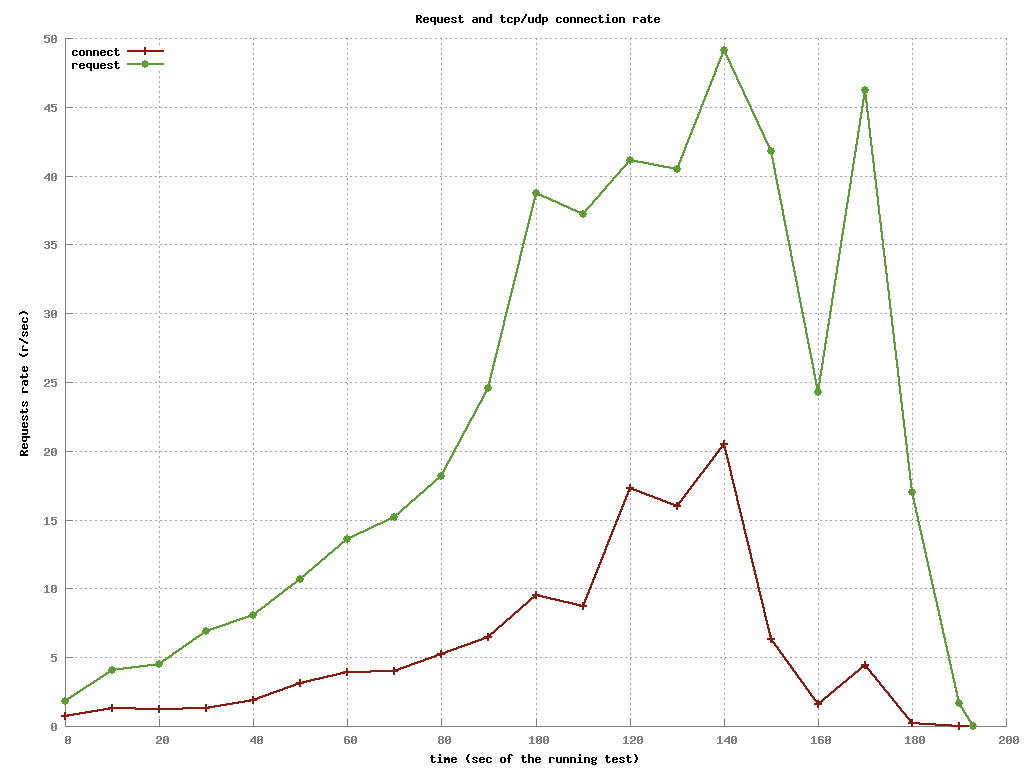 Request and tcp/udp connection rate
connect
request
50
45
40
35
30
25
20
15
10
5
0
Requests rate (r/sec)
0 20 40 60 80 100 120 140 160 180 200
time (sec of the running test)